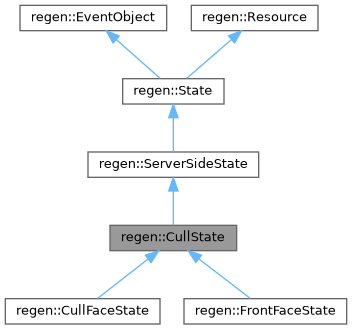 regen::EventObject
regen::Resource
regen::State
regen::ServerSideState
regen::CullState
regen::CullFaceState
regen::FrontFaceState